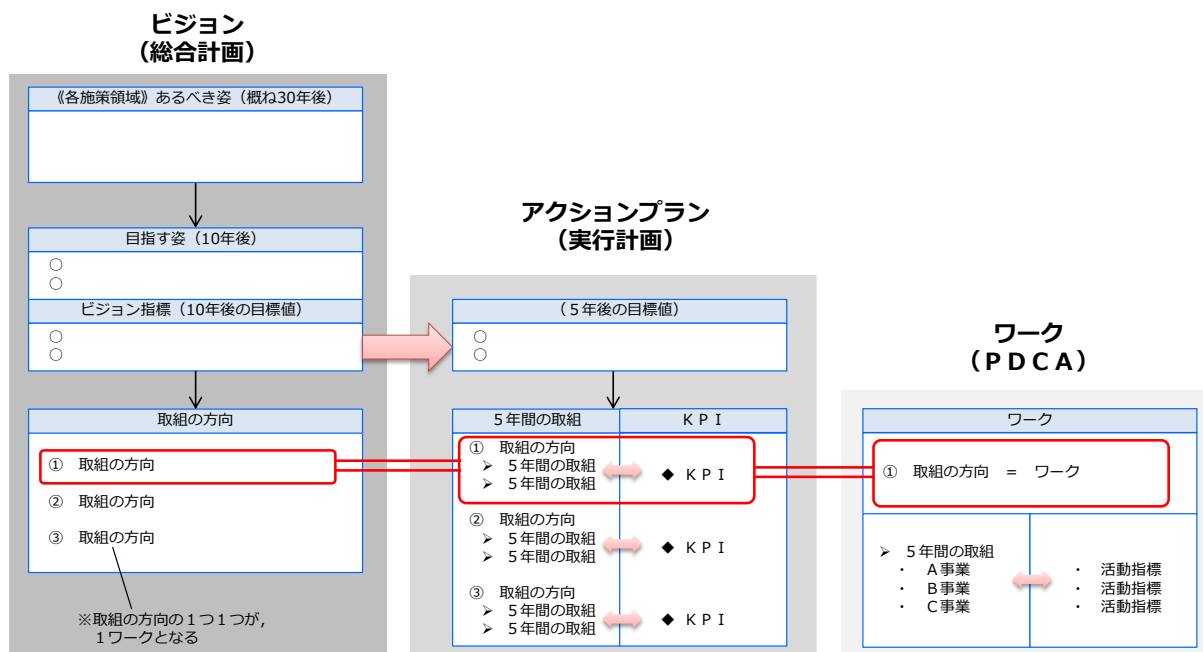 ビジョン
（総合計画）
《各施策領域》あるべき姿（概ね30年後）
目指す姿（10年後）
○
○
ビジョン指標（10年後の目標値）
○
○
取組の方向
① 取組の方向
② 取組の方向
③ 取組の方向
※取組の方向の１つ１つが，
１ワークとなる
アクションプラン
（実行計画）
（５年後の目標値）
○
○
５年間の取組
ＫＰＩ
① 取組の方向
➢ ５年間の取組
➢ ５年間の取組
◆ ＫＰＩ
② 取組の方向
➢ ５年間の取組
➢ ５年間の取組
◆ ＫＰＩ
③ 取組の方向
➢ ５年間の取組
➢ ５年間の取組
◆ ＫＰＩ
ワーク
（ＰＤＣＡ）
ワーク
① 取組の方向 ＝ ワーク
➢ ５年間の取組
・ Ａ事業
・ Ｂ事業
・ Ｃ事業
・ 活動指標
・ 活動指標
・ 活動指標